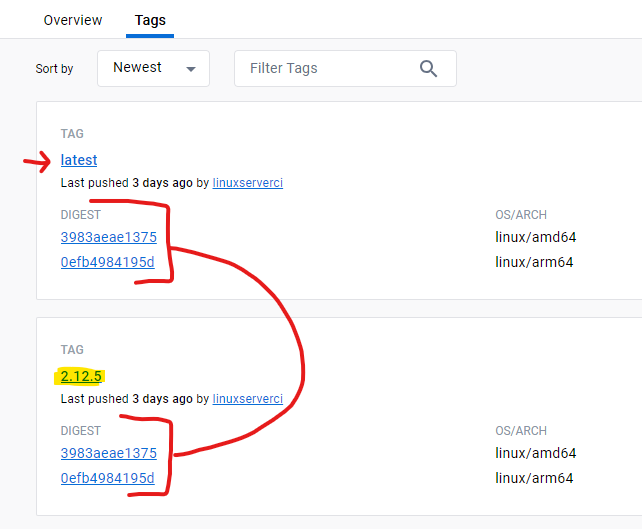 Overview Tags
Sort by Newest Filter Tags
TAG
latest
Last pushed 3 days ago by linuxserverci
DIGEST OS/ARCH
3983aeae1375 linux/amd64
0efb4984195d linux/arm64
TAG
2.12.5
Last pushed 3 days ago by linuxserverci
DIGEST OS/ARCH
3983aeae1375 linux/amd64
0efb4984195d linux/arm64